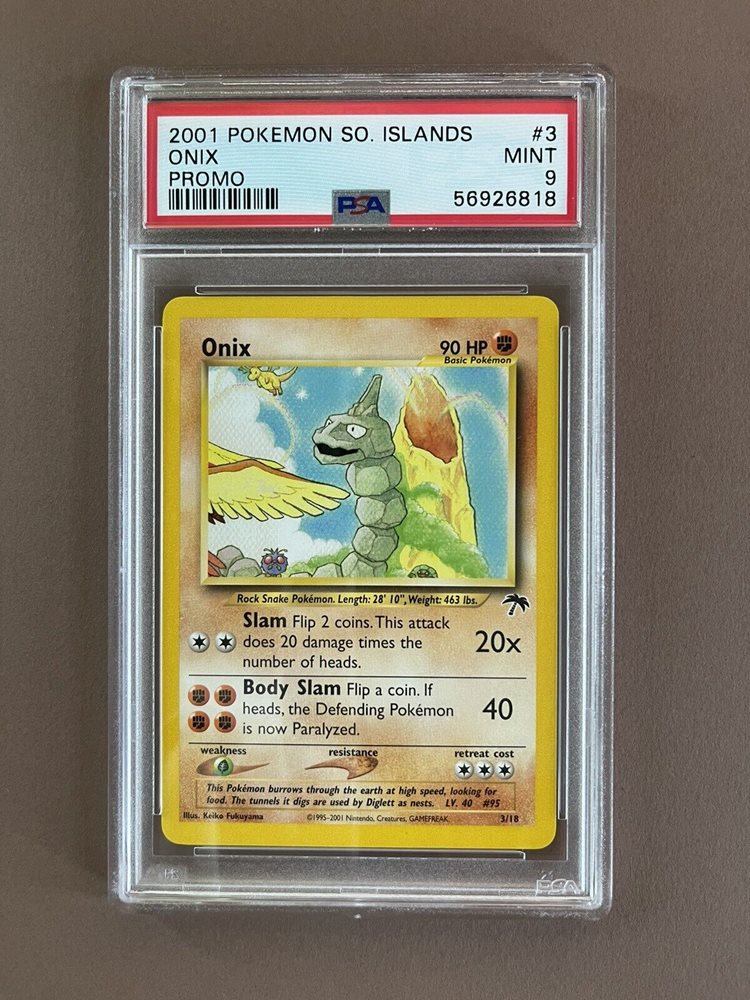 2001 POKEMON SO. ISLANDS #3
ONIX MINT
PROMO 9
PSA 56926818
Onix 90 HP
Basic Pokémon
Rock Snake Pokémon. Length: 28' 10", Weight: 463 lbs.
Slam Flip 2 coins. This attack
does 20 damage times the 20x
number of heads.
Body Slam Flip a coin. If
heads, the Defending Pokémon 40
is now Paralyzed.
weakness resistance retreat cost
This Pokémon burrows through the earth at high speed, looking for
food. The tunnels it digs are used by Diglett as nests. LV. 40 #95
Illus. Keiko Fukuyama ©1995-2001 Nintendo, Creatures, GAMEFREAK. 3/18
PSA